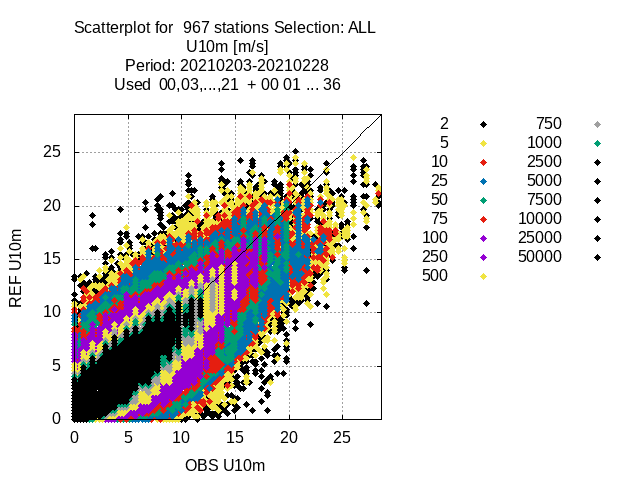 Scatterplot for  967 stations Selection: ALL
U10m [m/s]
Period: 20210203-20210228
Used  00,03,...,21  + 00 01 ... 36
2 750
5 1000
10 2500
25 5000
50 7500
75 10000
100 25000
250 50000
500
REF U10m
25
20
15
10
5
0
0 5 10 15 20 25
OBS U10m